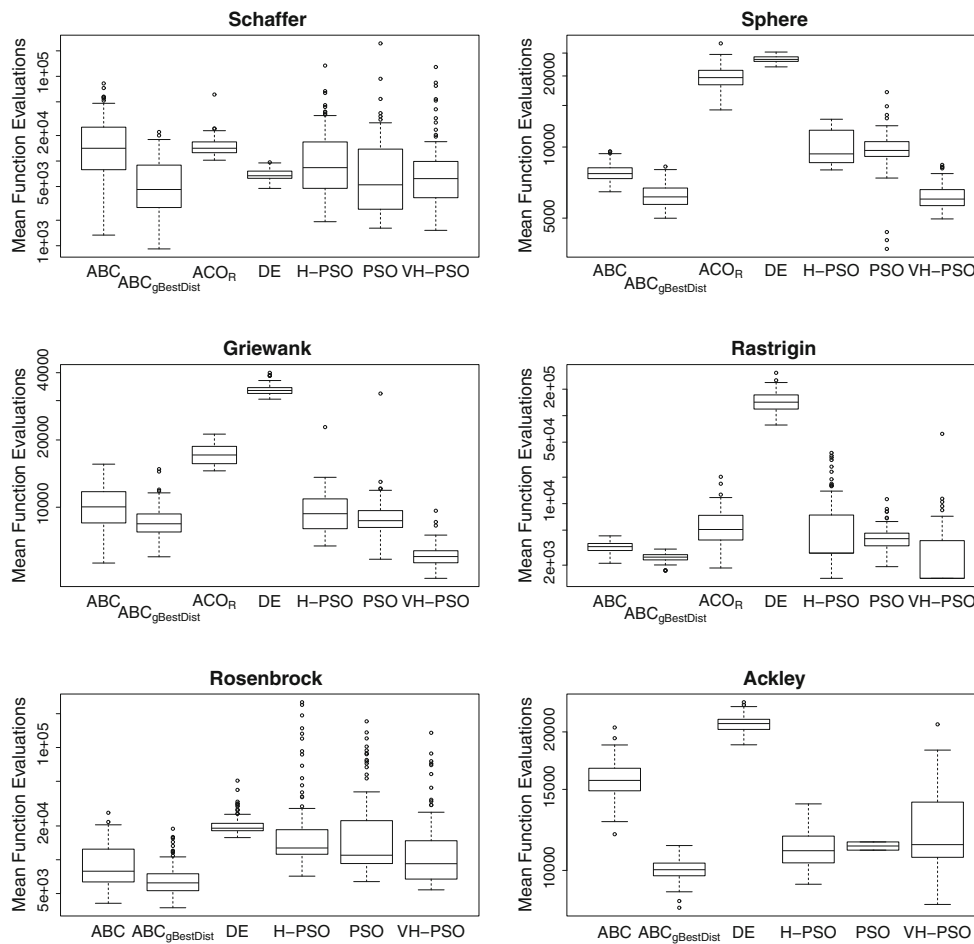 Schaffer
Mean Function Evaluations
1e+03 5e+03 2e+04 1e+05
ABC ABCgBestDist ACOR DE H−PSO PSO VH−PSO
Sphere
Mean Function Evaluations
5000 10000 20000
ABC ABCgBestDist ACOR DE H−PSO PSO VH−PSO
Griewank
Mean Function Evaluations
10000 20000 40000
ABC ABCgBestDist ACOR DE H−PSO PSO VH−PSO
Rastrigin
Mean Function Evaluations
2e+03 1e+04 5e+04 2e+05
ABC ABCgBestDist ACOR DE H−PSO PSO VH−PSO
Rosenbrock
Mean Function Evaluations
5e+03 2e+04 1e+05
ABC ABCgBestDist DE H−PSO PSO VH−PSO
Ackley
Mean Function Evaluations
10000 15000 20000
ABC ABCgBestDist DE H−PSO PSO VH−PSO